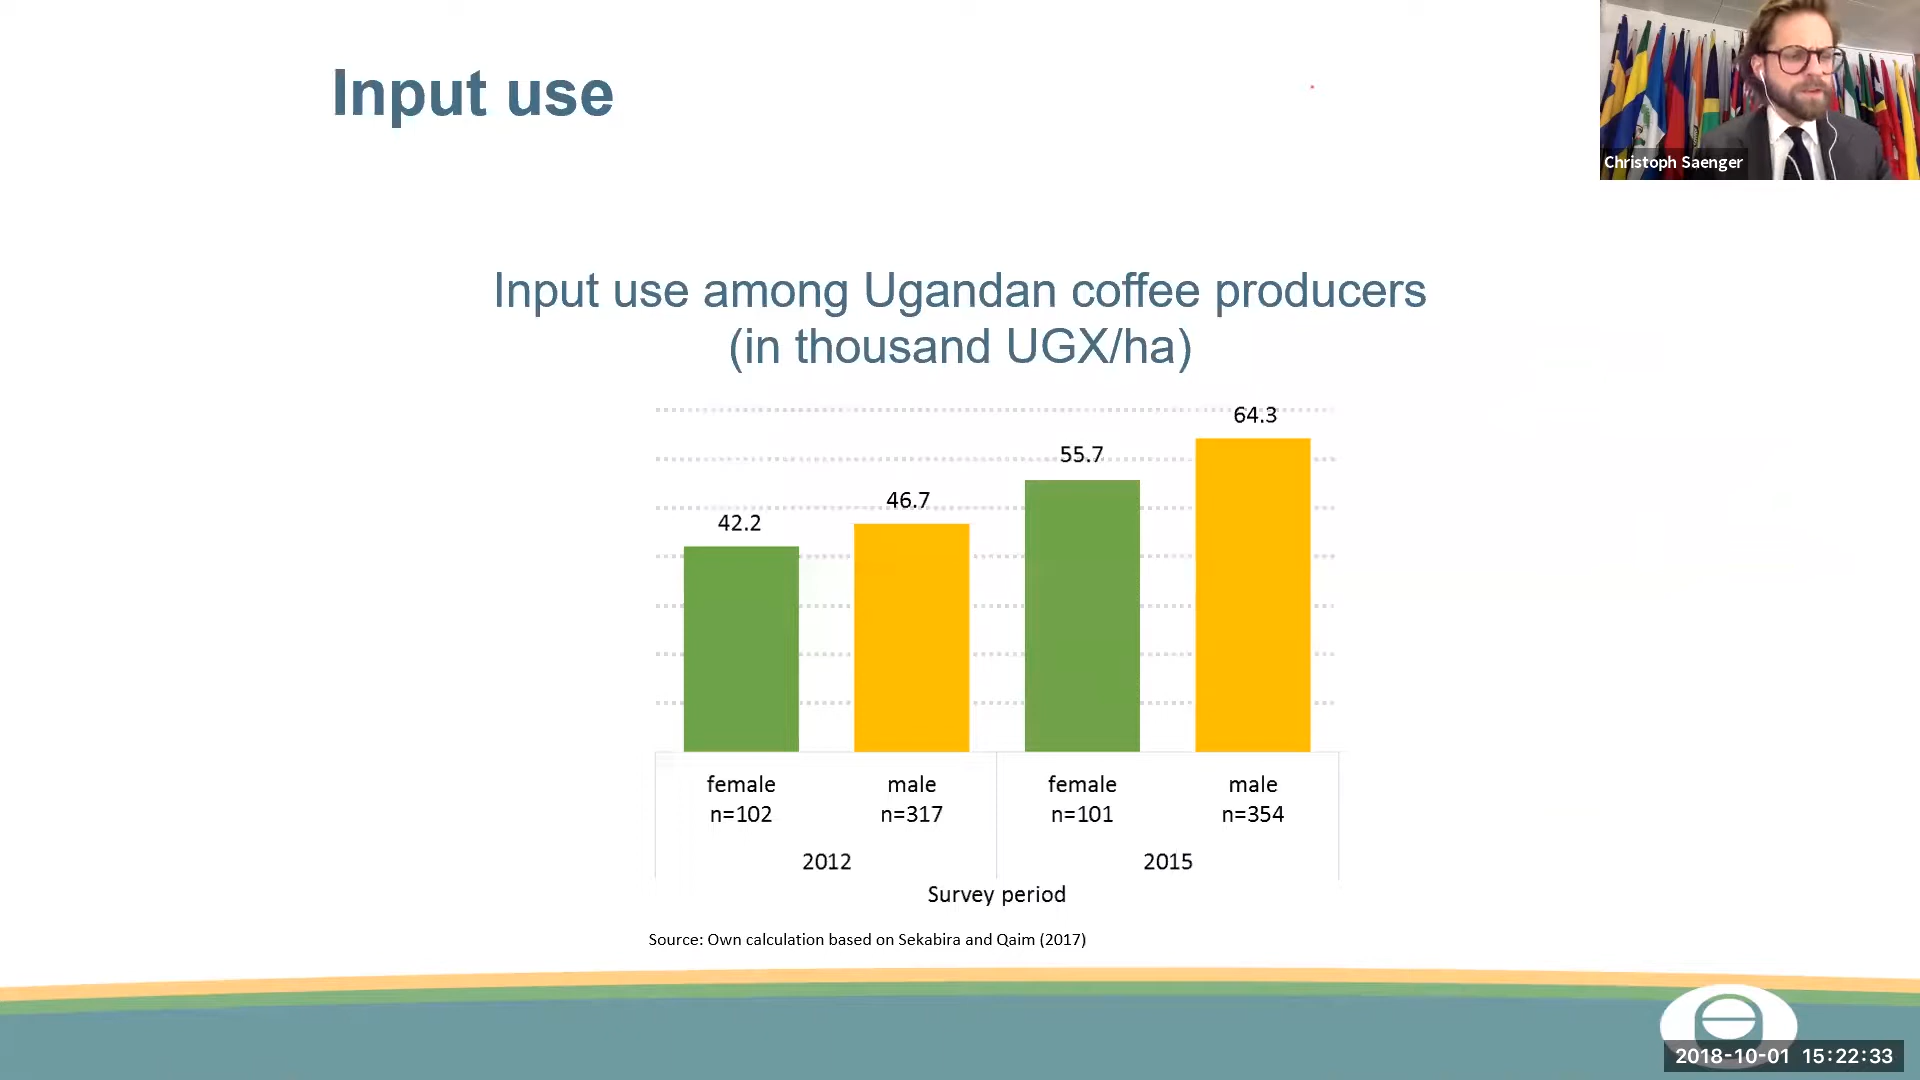 Input use
Christoph Saenger
Input use among Ugandan coffee producers
(in thousand UGX/ha)
64.3
55.7
46.7
42.2
female male female male
n=102 n=317 n=101 n=354
2012 2015
Survey period
Source: Own calculation based on Sekabira and Qaim (2017)
2018-10-01 15:22:33